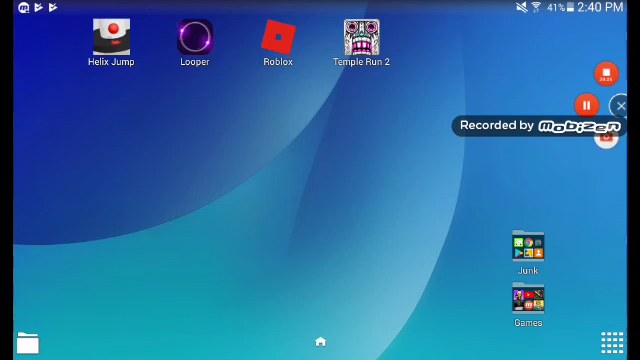 41% 2:40 PM
Helix Jump
Looper
Roblox
Temple Run 2
Recorded by mobizen
Junk
Games